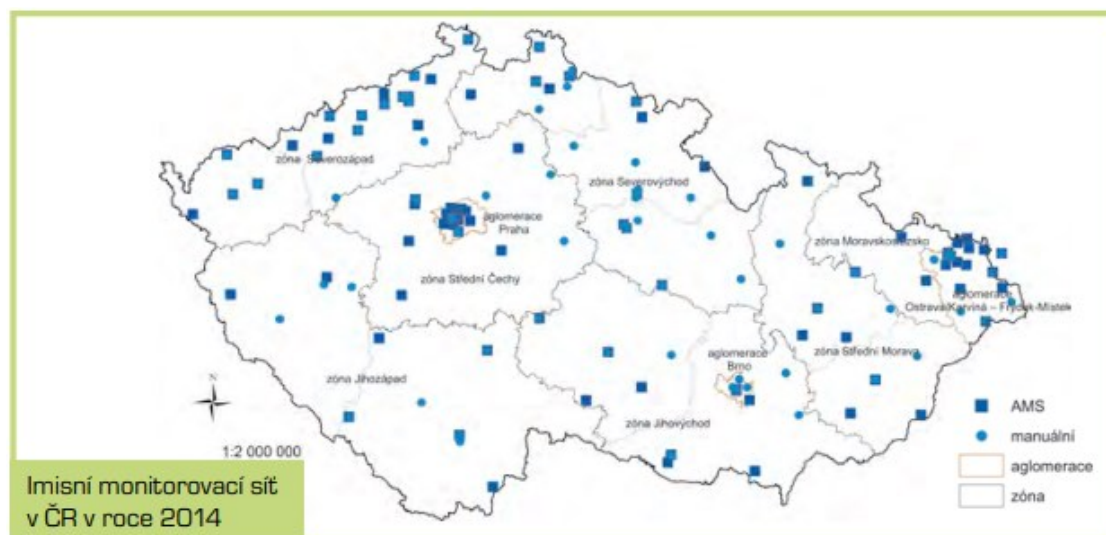 zóna Severozápad
zóna Severovýchod
aglomerace
Praha
zóna Střední Čechy
zóna Moravskoslezsko
aglomerace
Ostrava/Karviná – Frýdek-Místek
zóna Střední Morava
aglomerace
Brno
zóna Jihozápad
zóna Jihovýchod
N
1:2 000 000
AMS
manuální
aglomerace
zóna
Imisní monitorovací síť
v ČR v roce 2014